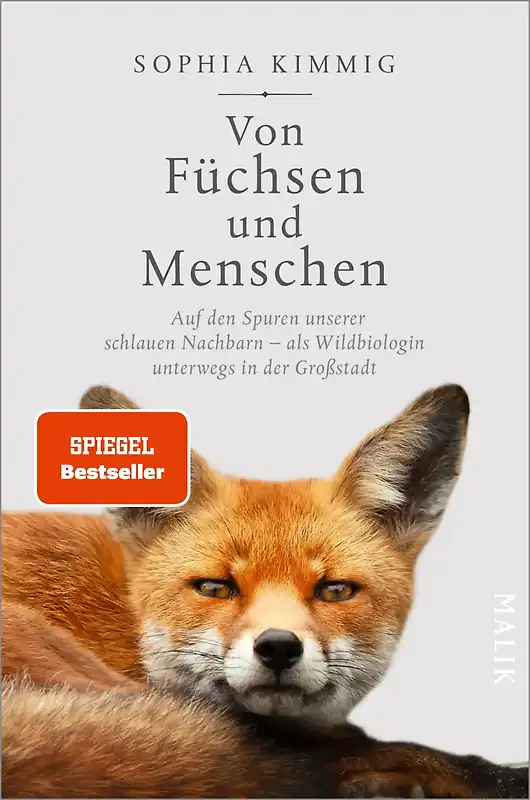 SOPHIA KIMMIG
Von
Füchsen
und
Menschen
Auf den Spuren unserer
schlauen Nachbarn – als Wildbiologin
unterwegs in der Großstadt
SPIEGEL
Bestseller
MALIK